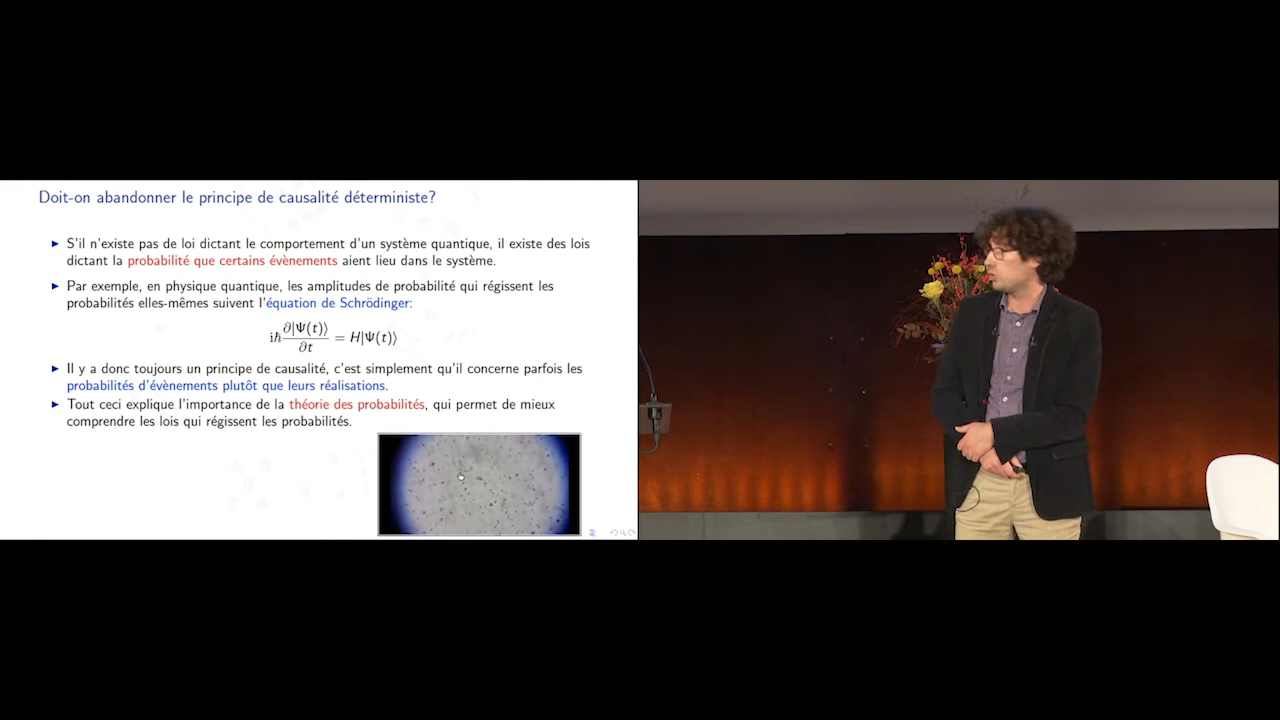 Doit-on abandonner le principe de causalité déterministe?
► S'il n'existe pas de loi dictant le comportement d'un système quantique, il existe des lois
dictant la probabilité que certains évènements aient lieu dans le système.
► Par exemple, en physique quantique, les amplitudes de probabilité qui régissent les
probabilités elles-mêmes suivent l'équation de Schrödinger:
iℏ ∂|Ψ(t)⟩/∂t = H|Ψ(t)⟩
► Il y a donc toujours un principe de causalité, c'est simplement qu'il concerne parfois les
probabilités d'évènements plutôt que leurs réalisations.
► Tout ceci explique l'importance de la théorie des probabilités, qui permet de mieux
comprendre les lois qui régissent les probabilités.